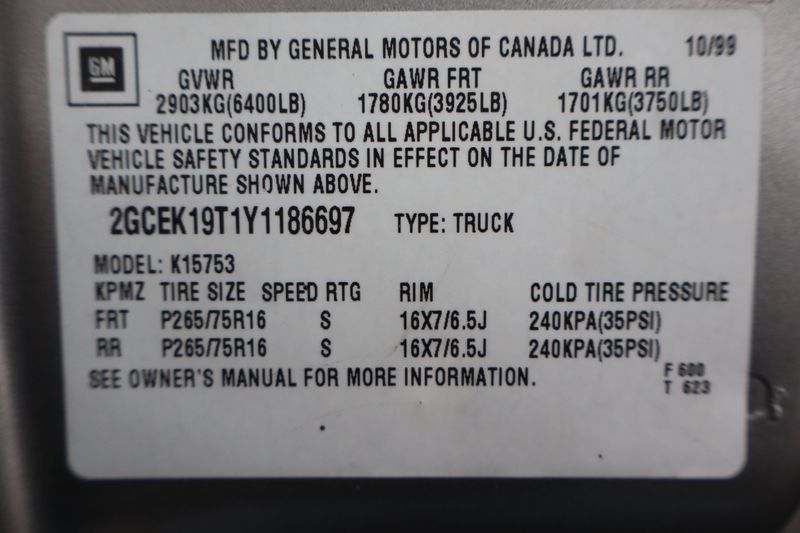 GM
MFD BY GENERAL MOTORS OF CANADA LTD. 10/99
GVWR GAWR FRT GAWR RR
2903KG(6400LB) 1780KG(3925LB) 1701KG(3750LB)
THIS VEHICLE CONFORMS TO ALL APPLICABLE U.S. FEDERAL MOTOR
VEHICLE SAFETY STANDARDS IN EFFECT ON THE DATE OF
MANUFACTURE SHOWN ABOVE.
2GCEK19T1Y1186697 TYPE: TRUCK
MODEL: K15753
KPMZ TIRE SIZE SPEED RTG RIM COLD TIRE PRESSURE
FRT P265/75R16 S 16X7/6.5J 240KPA(35PSI)
RR P265/75R16 S 16X7/6.5J 240KPA(35PSI)
SEE OWNER'S MANUAL FOR MORE INFORMATION. F 600
T 623